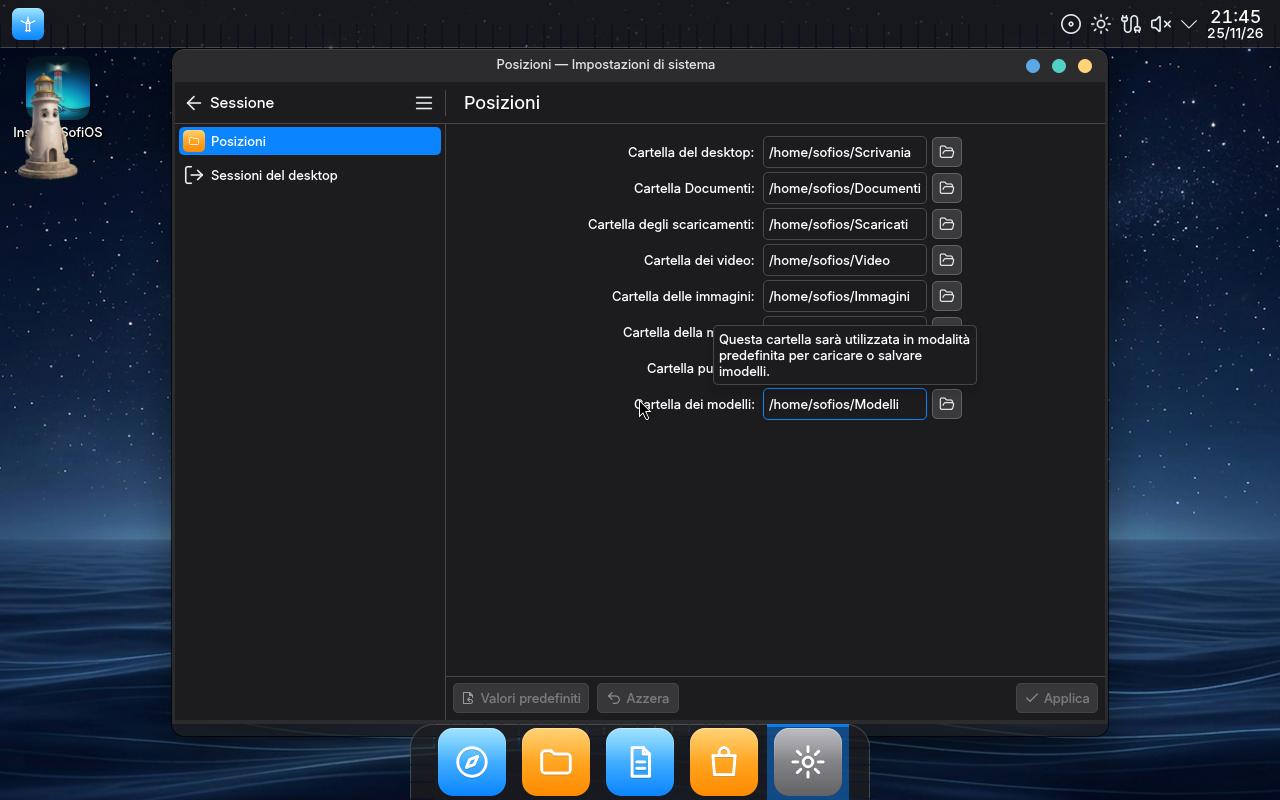 21:45
25/11/26
Posizioni — Impostazioni di sistema
Sessione
Posizioni
Posizioni
Sessioni del desktop
SofiOS
Cartella del desktop: /home/sofios/Scrivania
Cartella Documenti: /home/sofios/Documenti
Cartella degli scaricamenti: /home/sofios/Scaricati
Cartella dei video: /home/sofios/Video
Cartella delle immagini: /home/sofios/Immagini
Cartella della
Cartella
Questa cartella sarà utilizzata in modalità
predefinita per caricare o salvare
imodelli.
Cartella dei modelli: /home/sofios/Modelli
Valori predefiniti
Azzera
Applica